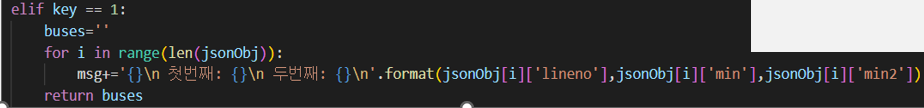 elif key == 1:
    buses=''
    for i in range(len(jsonObj)):
        msg+='{}\n 첫번째: {}\n 두번째: {}\n'.format(jsonObj[i]['lineno'],jsonObj[i]['min'],jsonObj[i]['min2'])
    return buses